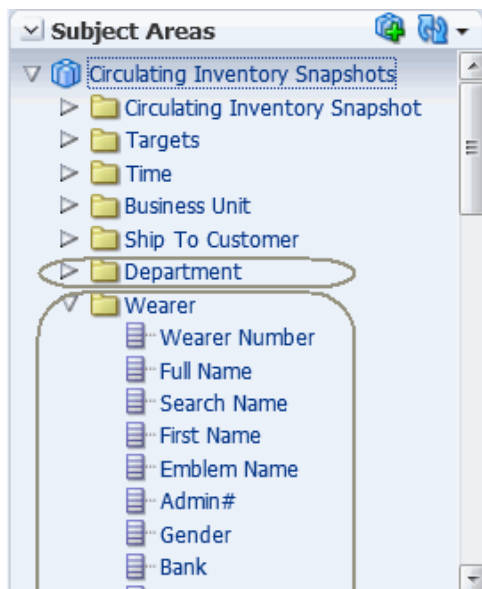 Subject Areas
Circulating Inventory Snapshots
Circulating Inventory Snapshot
Targets
Time
Business Unit
Ship To Customer
Department
Wearer
Wearer Number
Full Name
Search Name
First Name
Emblem Name
Admin#
Gender
Bank